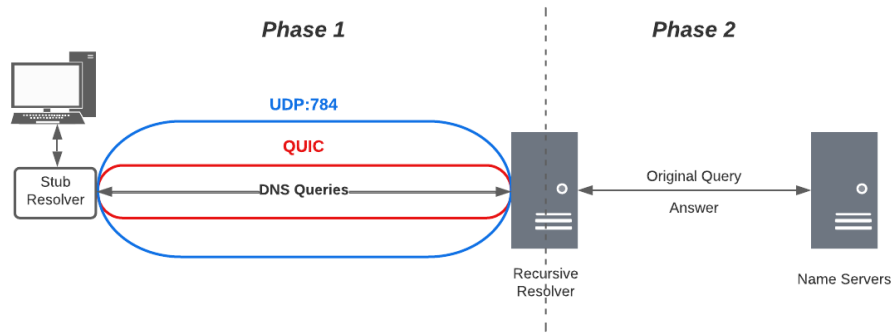 Phase 1
Phase 2
UDP:784
QUIC
Stub
Resolver
DNS Queries
Original Query
Answer
Recursive
Resolver
Name Servers